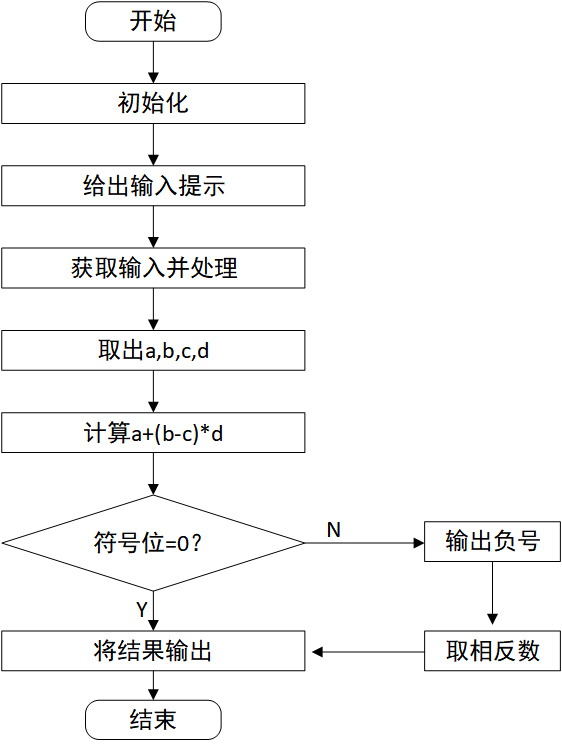 开始
初始化
给出输入提示
获取输入并处理
取出a,b,c,d
计算a+(b-c)*d
符号位=0?
N
输出负号
Y
将结果输出
取相反数
结束